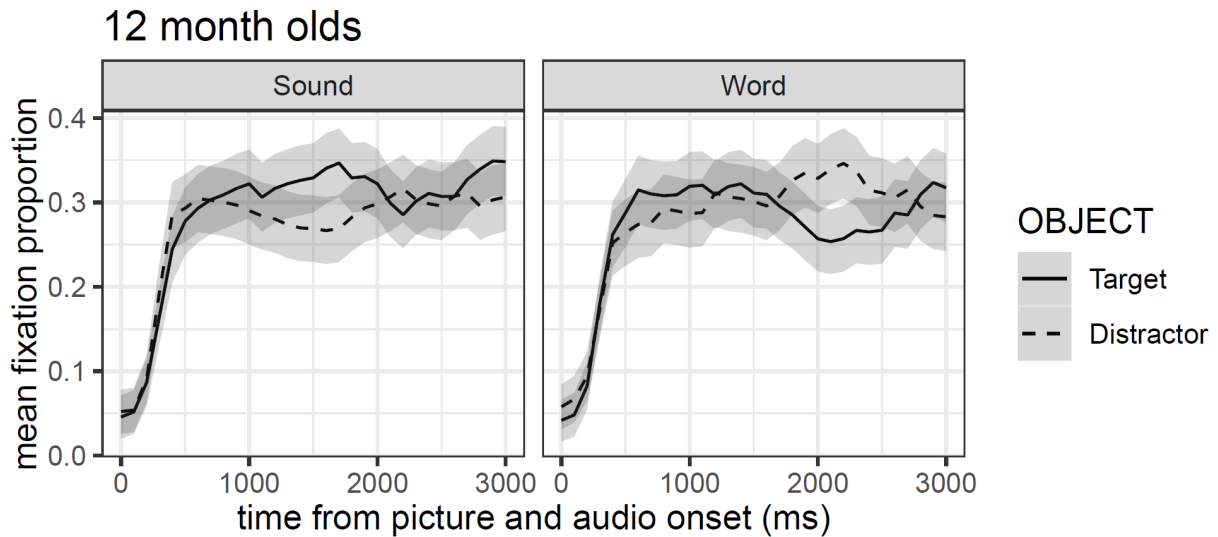 12 month olds
Sound
Word
mean fixation proportion
0.4
0.3
0.2
0.1
0.0
0 1000 2000 3000
0 1000 2000 3000
time from picture and audio onset (ms)
OBJECT
Target
Distractor